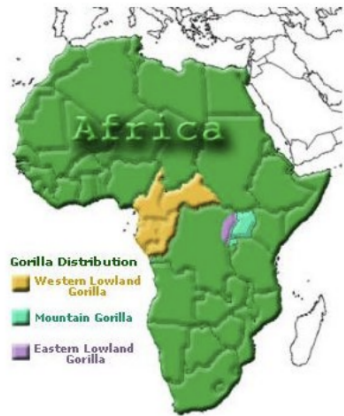 Africa
Gorilla Distribution
Western Lowland
Gorilla
Mountain Gorilla
Eastern Lowland
Gorilla